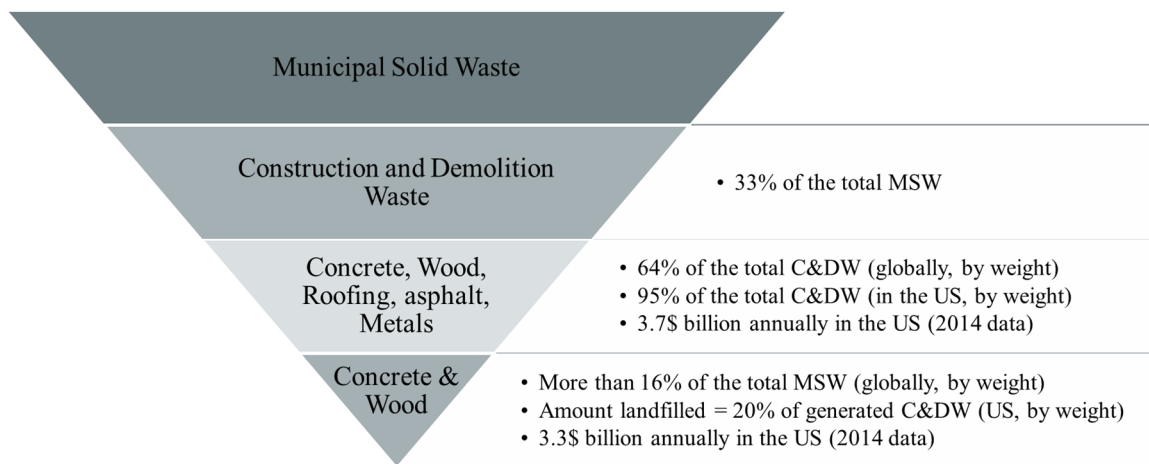 Municipal Solid Waste
Construction and Demolition
Waste
• 33% of the total MSW
Concrete, Wood,
Roofing, asphalt,
Metals
• 64% of the total C&DW (globally, by weight)
• 95% of the total C&DW (in the US, by weight)
• 3.7$ billion annually in the US (2014 data)
Concrete &
Wood
• More than 16% of the total MSW (globally, by weight)
• Amount landfilled = 20% of generated C&DW (US, by weight)
• 3.3$ billion annually in the US (2014 data)